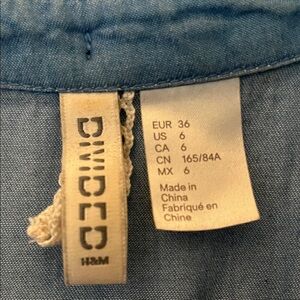 DIVIDED
H&M
EUR 36
US 6
CA 6
CN 165/84A
MX 6
Made in
China
Fabriqué en
Chine